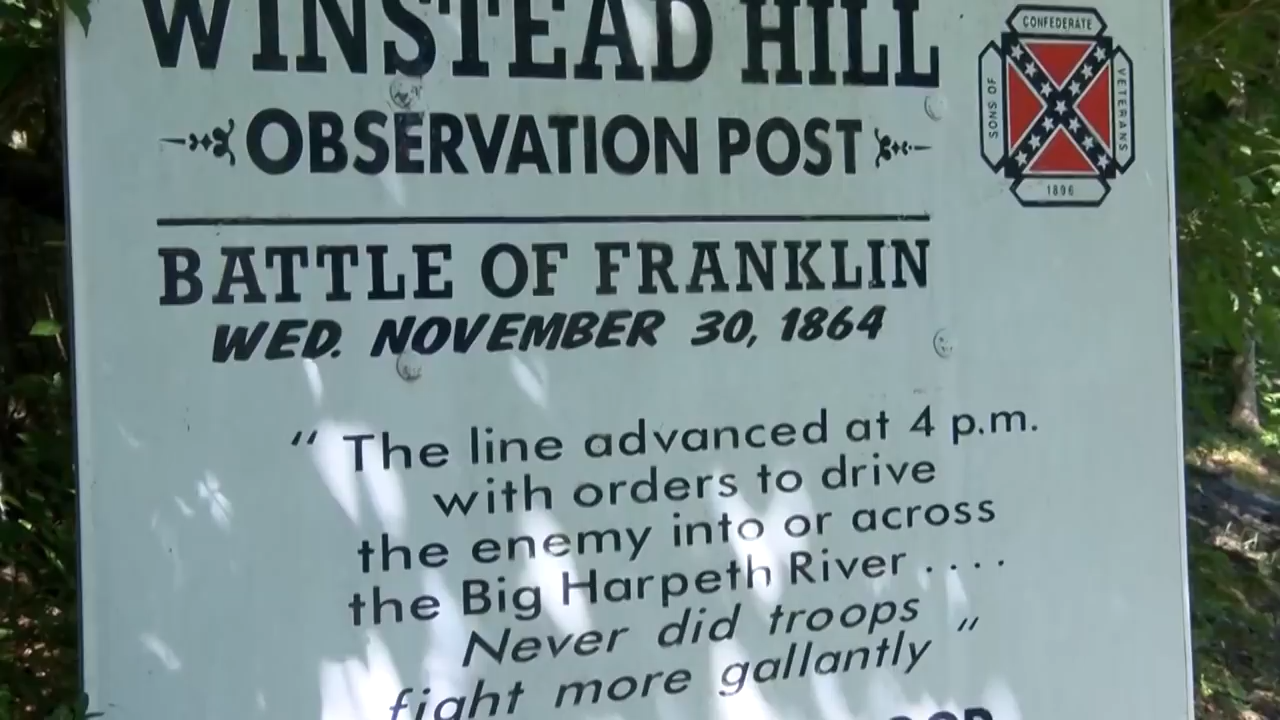 WINSTEAD HILL
OBSERVATION POST
CONFEDERATE
SONS OF
VETERANS
1896
BATTLE OF FRANKLIN
WED. NOVEMBER 30, 1864
" The line advanced at 4 p.m.
with orders to drive
the enemy into or across
the Big Harpeth River ....
Never did troops
fight more gallantly "